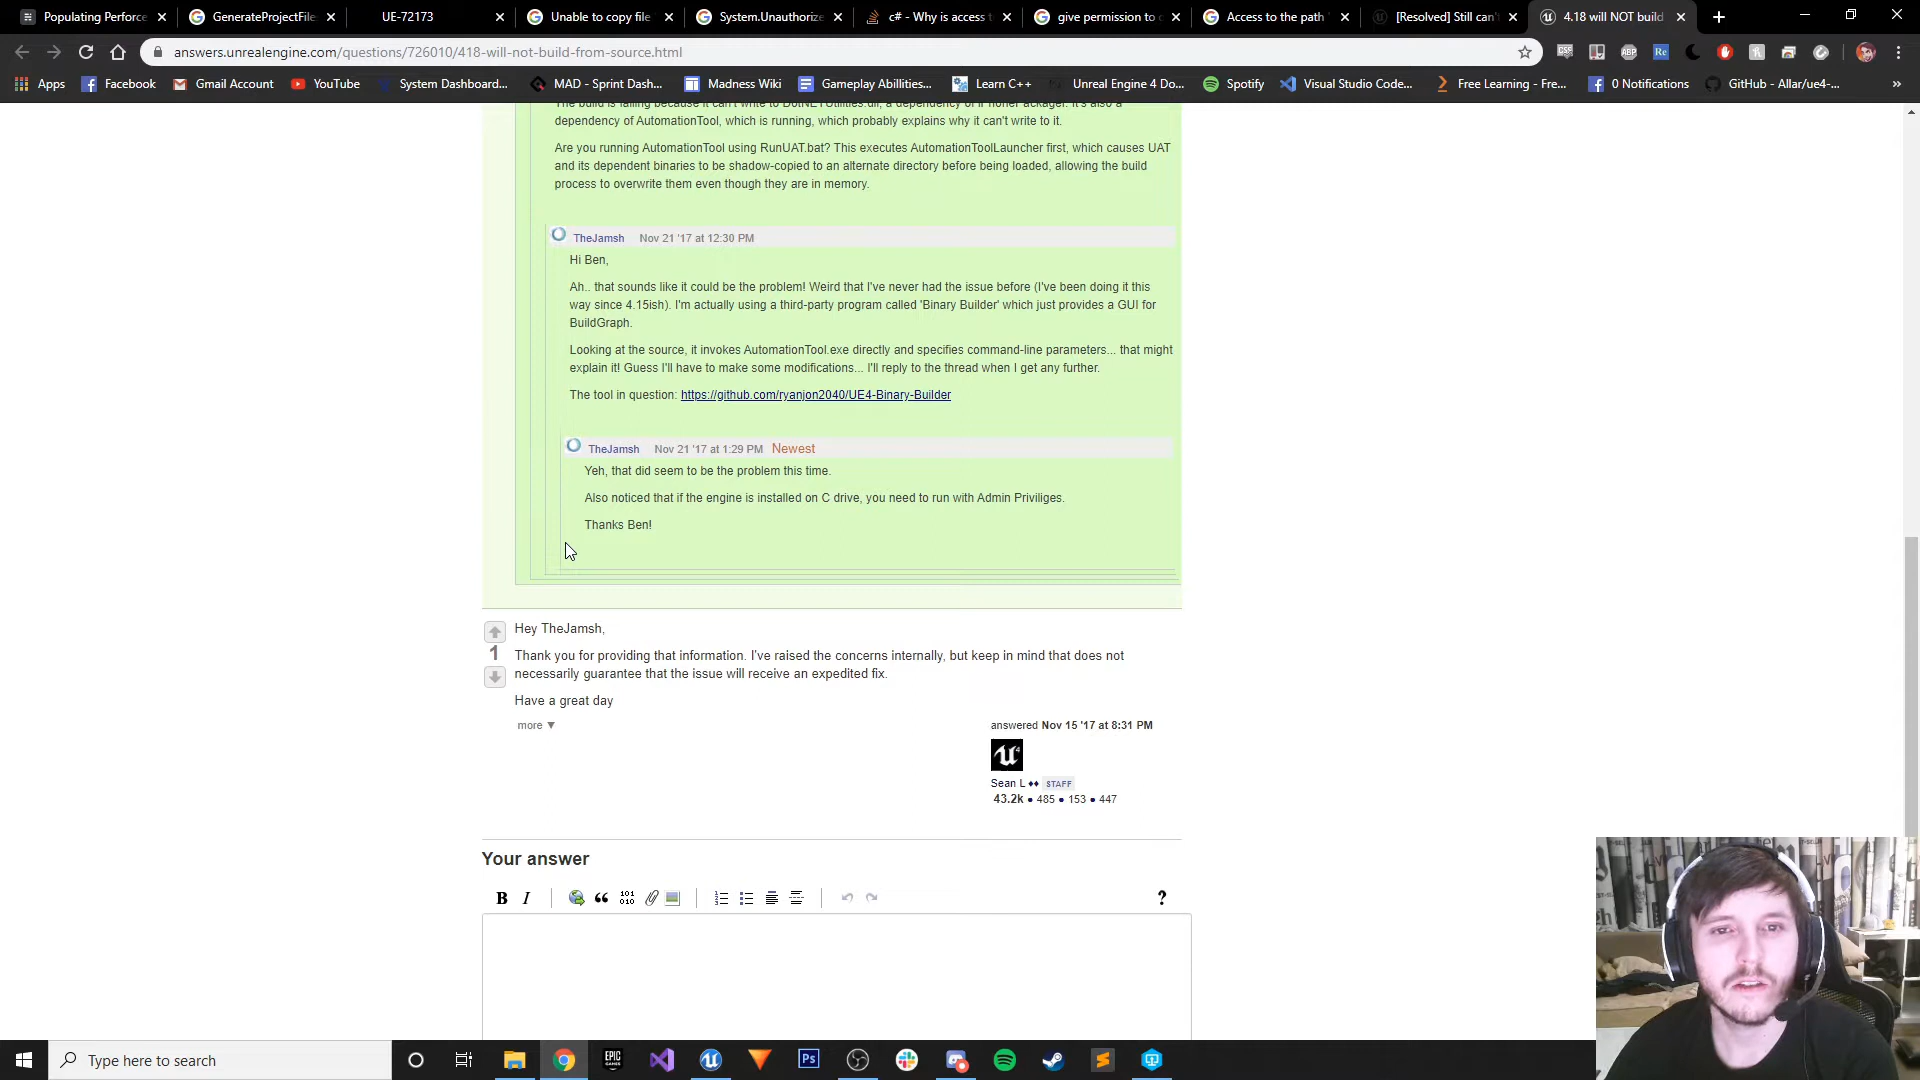 Populating Perforce
GenerateProjectFile
UE-72173
Unable to copy file
System.Unauthorize
c# - Why is access t
give permission to c
Access to the path '
[Resolved] Still can't
4.18 will NOT build
answers.unrealengine.com/questions/726010/418-will-not-build-from-source.html
Apps
Facebook
Gmail Account
YouTube
System Dashboard...
MAD - Sprint Dash...
Madness Wiki
Gameplay Abillities...
Learn C++
Unreal Engine 4 Do...
Spotify
Visual Studio Code...
Free Learning - Fre...
0 Notifications
GitHub - Allar/ue4-...
»
dependency of AutomationTool, which is running, which probably explains why it can't write to it.
Are you running AutomationTool using RunUAT.bat? This executes AutomationToolLauncher first, which causes UAT
and its dependent binaries to be shadow-copied to an alternate directory before being loaded, allowing the build
process to overwrite them even though they are in memory.
TheJamsh Nov 21 '17 at 12:30 PM
Hi Ben,
Ah.. that sounds like it could be the problem! Weird that I've never had the issue before (I've been doing it this
way since 4.15ish). I'm actually using a third-party program called 'Binary Builder' which just provides a GUI for
BuildGraph.
Looking at the source, it invokes AutomationTool.exe directly and specifies command-line parameters... that might
explain it! Guess I'll have to make some modifications... I'll reply to the thread when I get any further.
The tool in question: https://github.com/ryanjon2040/UE4-Binary-Builder
TheJamsh Nov 21 '17 at 1:29 PM Newest
Yeh, that did seem to be the problem this time.
Also noticed that if the engine is installed on C drive, you need to run with Admin Priviliges.
Thanks Ben!
Hey TheJamsh,
1
Thank you for providing that information. I've raised the concerns internally, but keep in mind that does not
necessarily guarantee that the issue will receive an expedited fix.
Have a great day
more ▼
answered Nov 15 '17 at 8:31 PM
Sean L ♦♦ STAFF
43.2k ● 485 ● 153 ● 447
Your answer
B I
?
Type here to search